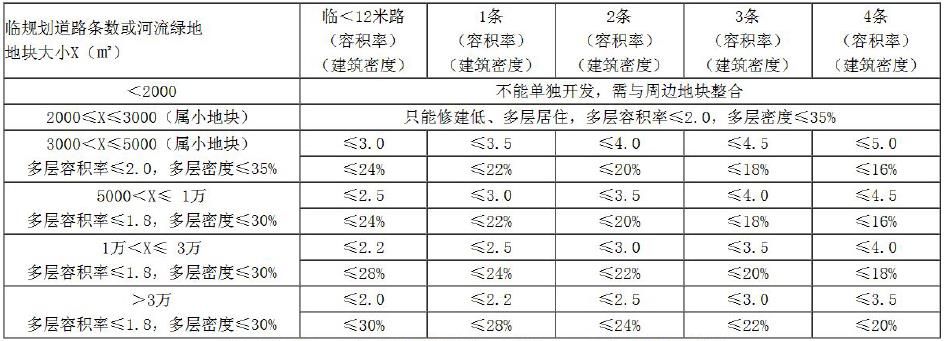 临规划道路条数或河流绿地
地块大小X（㎡）
临＜12米路
（容积率）
（建筑密度）
1条
（容积率）
（建筑密度）
2条
（容积率）
（建筑密度）
3条
（容积率）
（建筑密度）
4条
（容积率）
（建筑密度）
＜2000
不能单独开发，需与周边地块整合
2000≤X≤3000（属小地块）
只能修建低、多层居住，多层容积率≤2.0，多层密度≤35%
3000＜X≤5000（属小地块）
多层容积率≤2.0，多层密度≤35%
≤3.0 ≤3.5 ≤4.0 ≤4.5 ≤5.0
≤24% ≤22% ≤20% ≤18% ≤16%
5000＜X≤ 1万
多层容积率≤1.8，多层密度≤30%
≤2.5 ≤3.0 ≤3.5 ≤4.0 ≤4.5
≤24% ≤22% ≤20% ≤18% ≤16%
1万＜X≤ 3万
多层容积率≤1.8，多层密度≤30%
≤2.2 ≤2.5 ≤3.0 ≤3.5 ≤4.0
≤28% ≤24% ≤22% ≤20% ≤18%
＞3万
多层容积率≤1.8，多层密度≤30%
≤2.0 ≤2.2 ≤2.5 ≤3.0 ≤3.5
≤30% ≤28% ≤24% ≤22% ≤20%